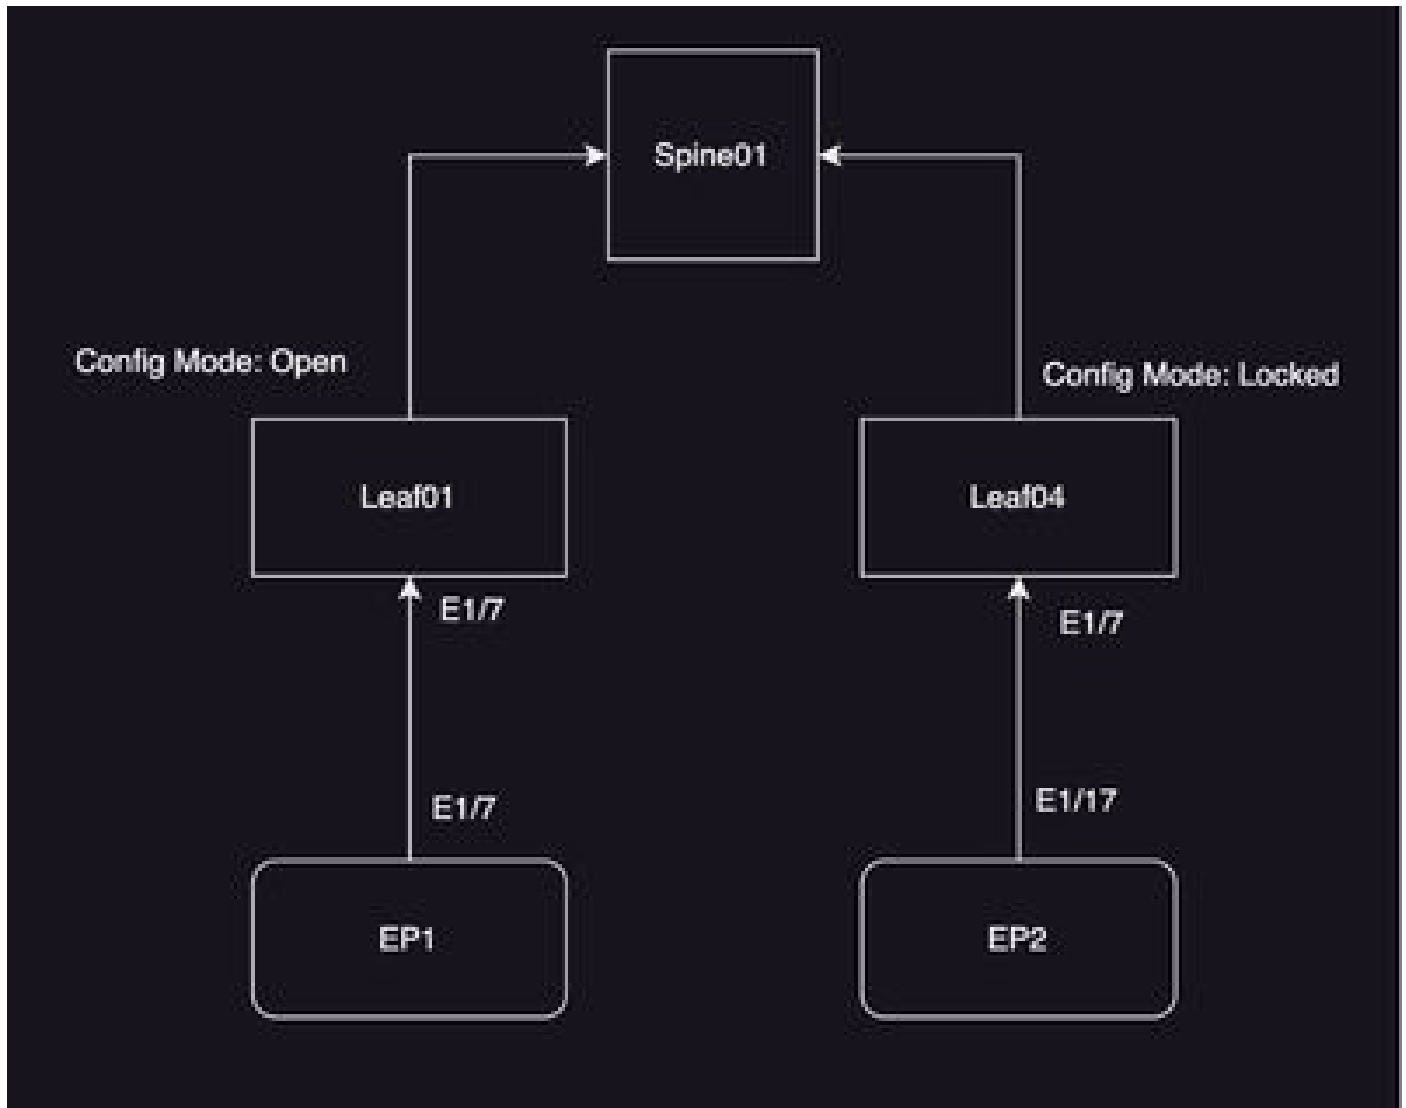 Spine01
Config Mode: Open
Config Mode: Locked
Leaf01
Leaf04
E1/7
E1/7
E1/7
E1/17
EP1
EP2